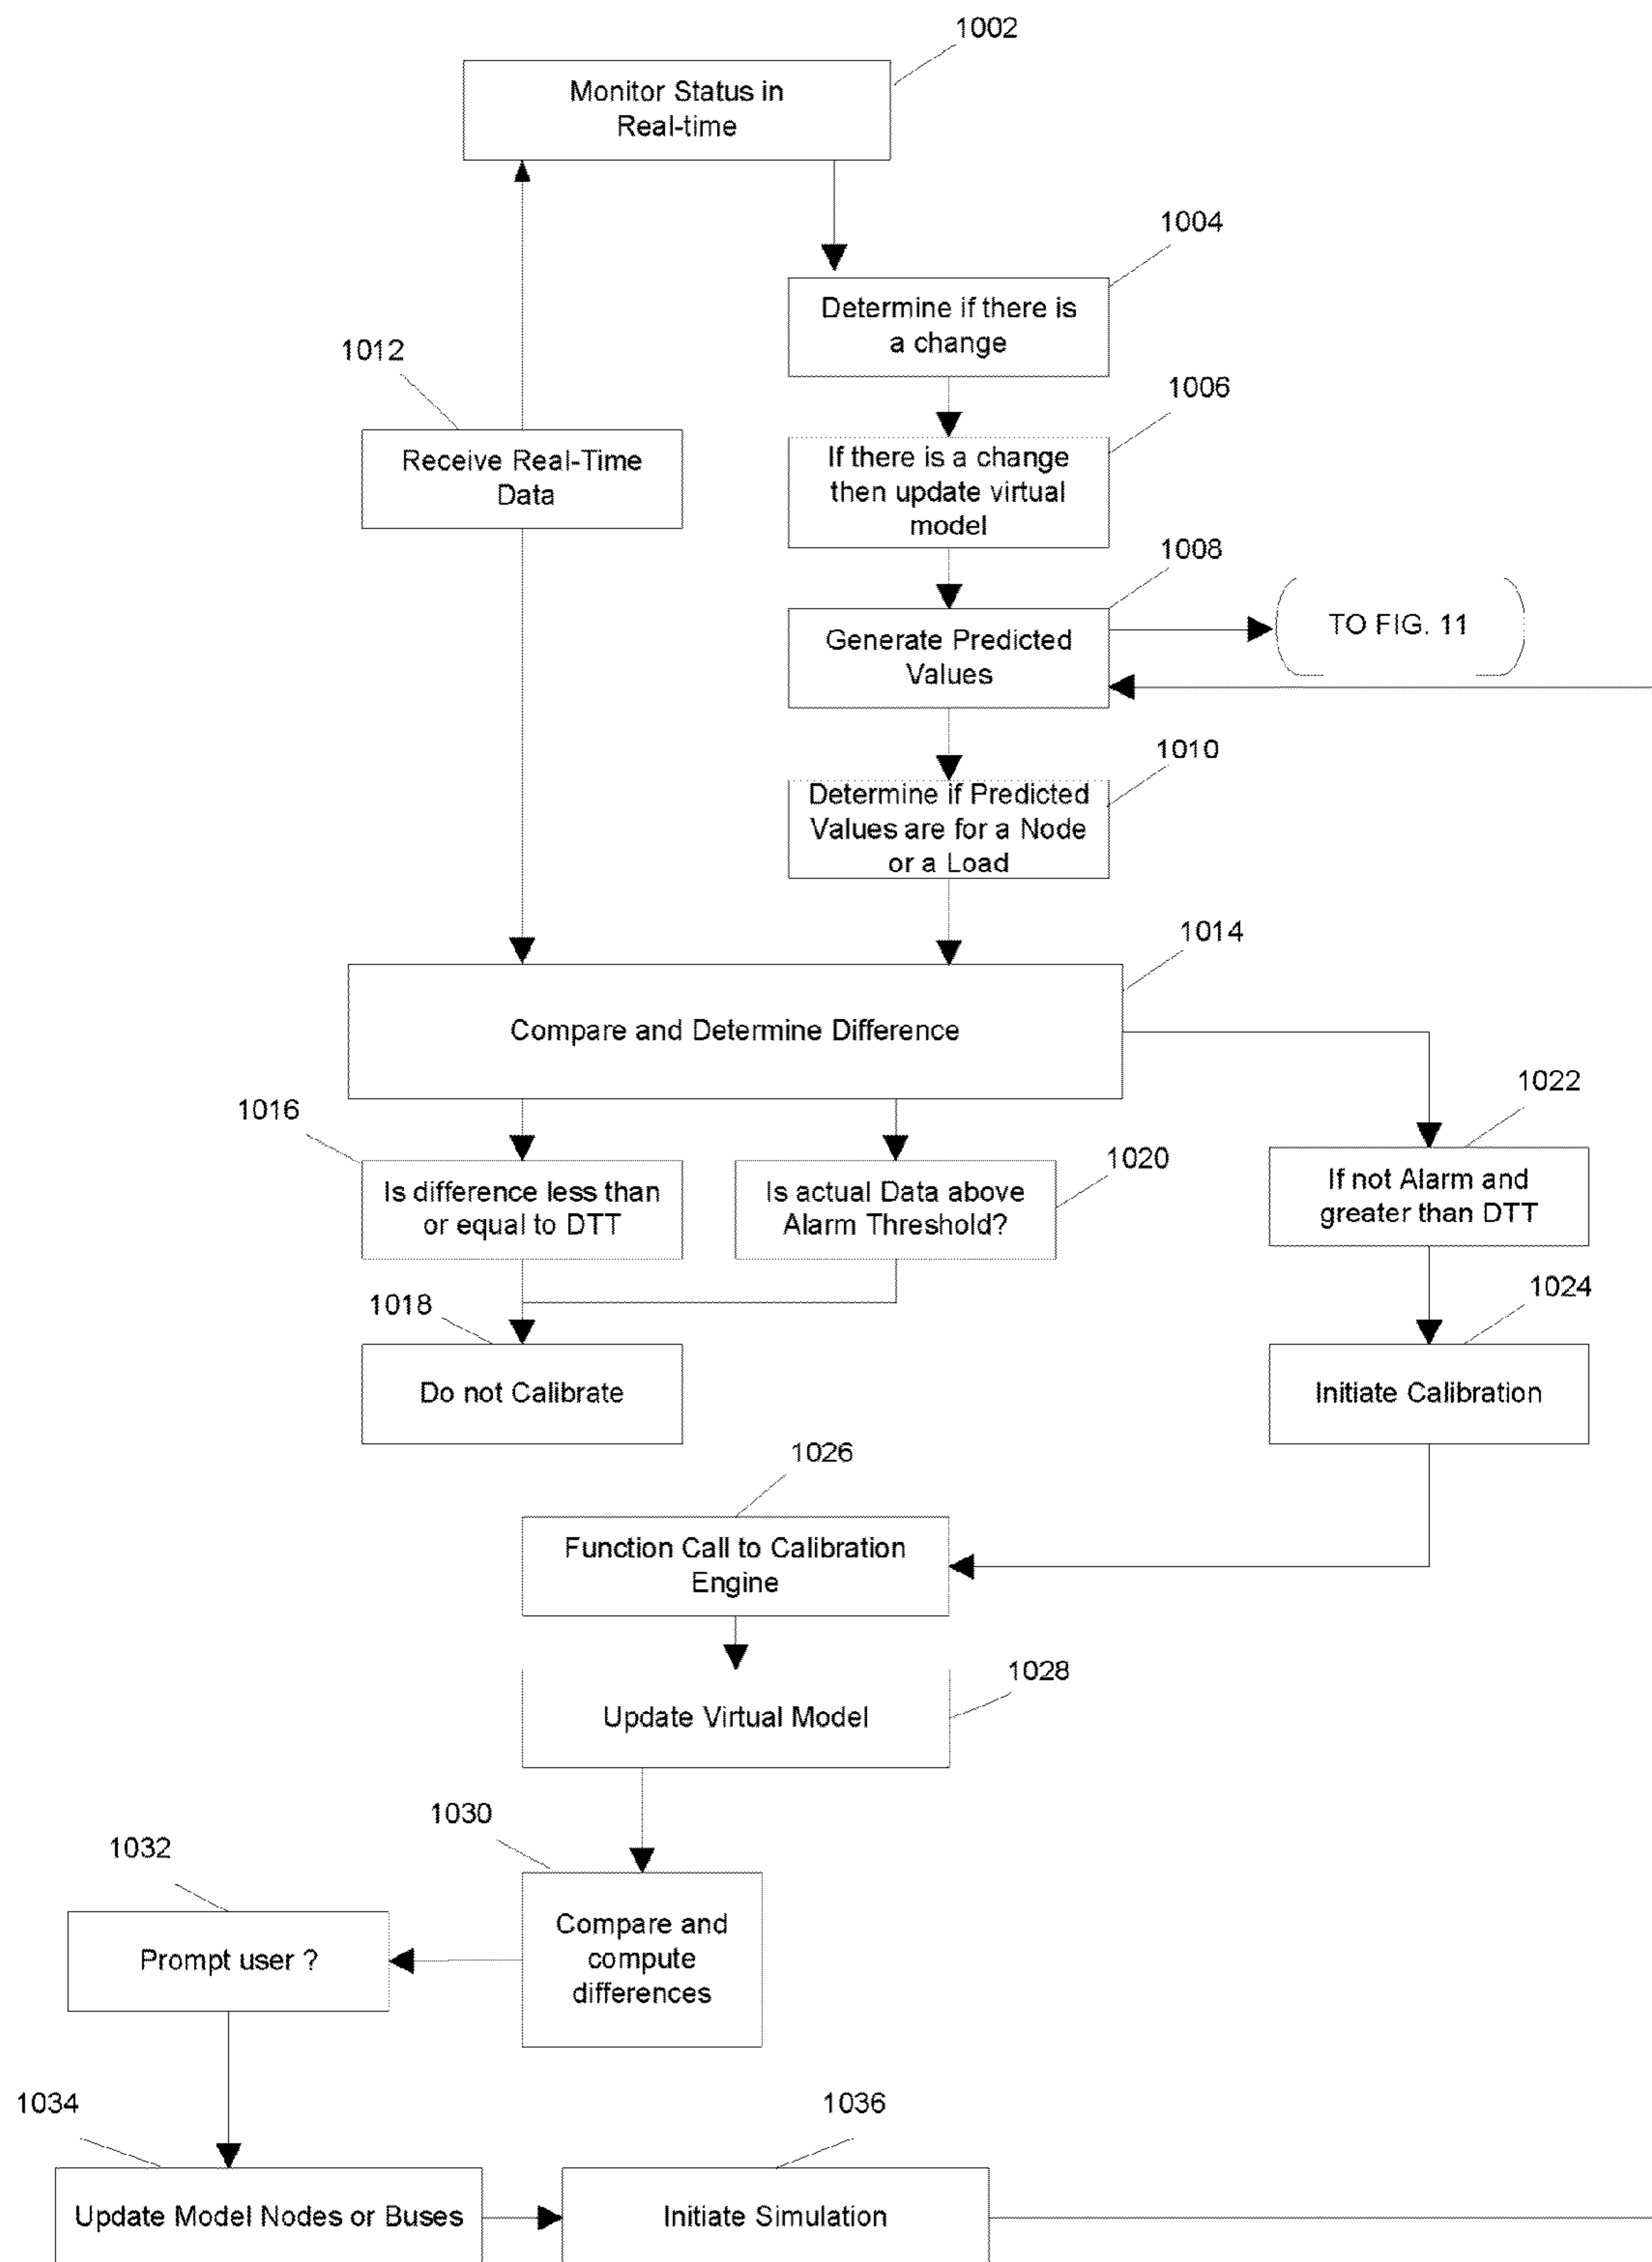 1002
Monitor Status in
Real-time
1004
Determine if there is
a change
1012
Receive Real-Time
Data
1006
If there is a change
then update virtual
model
1008
Generate Predicted
Values
TO FIG. 11
1010
Determine if Predicted
Values are for a Node
or a Load
1014
Compare and Determine Difference
1016
Is difference less than
or equal to DTT
1020
Is actual Data above
Alarm Threshold?
1022
If not Alarm and
greater than DTT
1018
Do not Calibrate
1024
Initiate Calibration
1026
Function Call to Calibration
Engine
1028
Update Virtual Model
1030
Compare and
compute
differences
1032
Prompt user ?
1034
Update Model Nodes or Buses
1036
Initiate Simulation